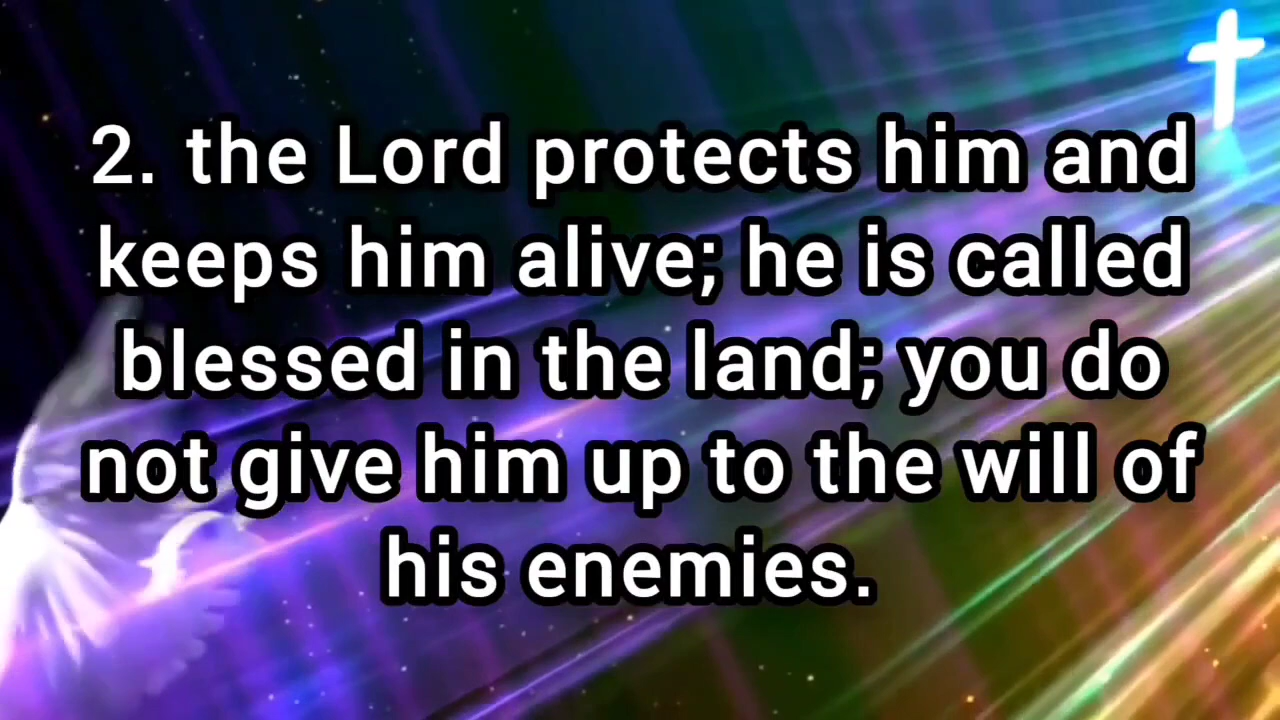 2. the Lord protects him and
keeps him alive; he is called
blessed in the land; you do
not give him up to the will of
his enemies.